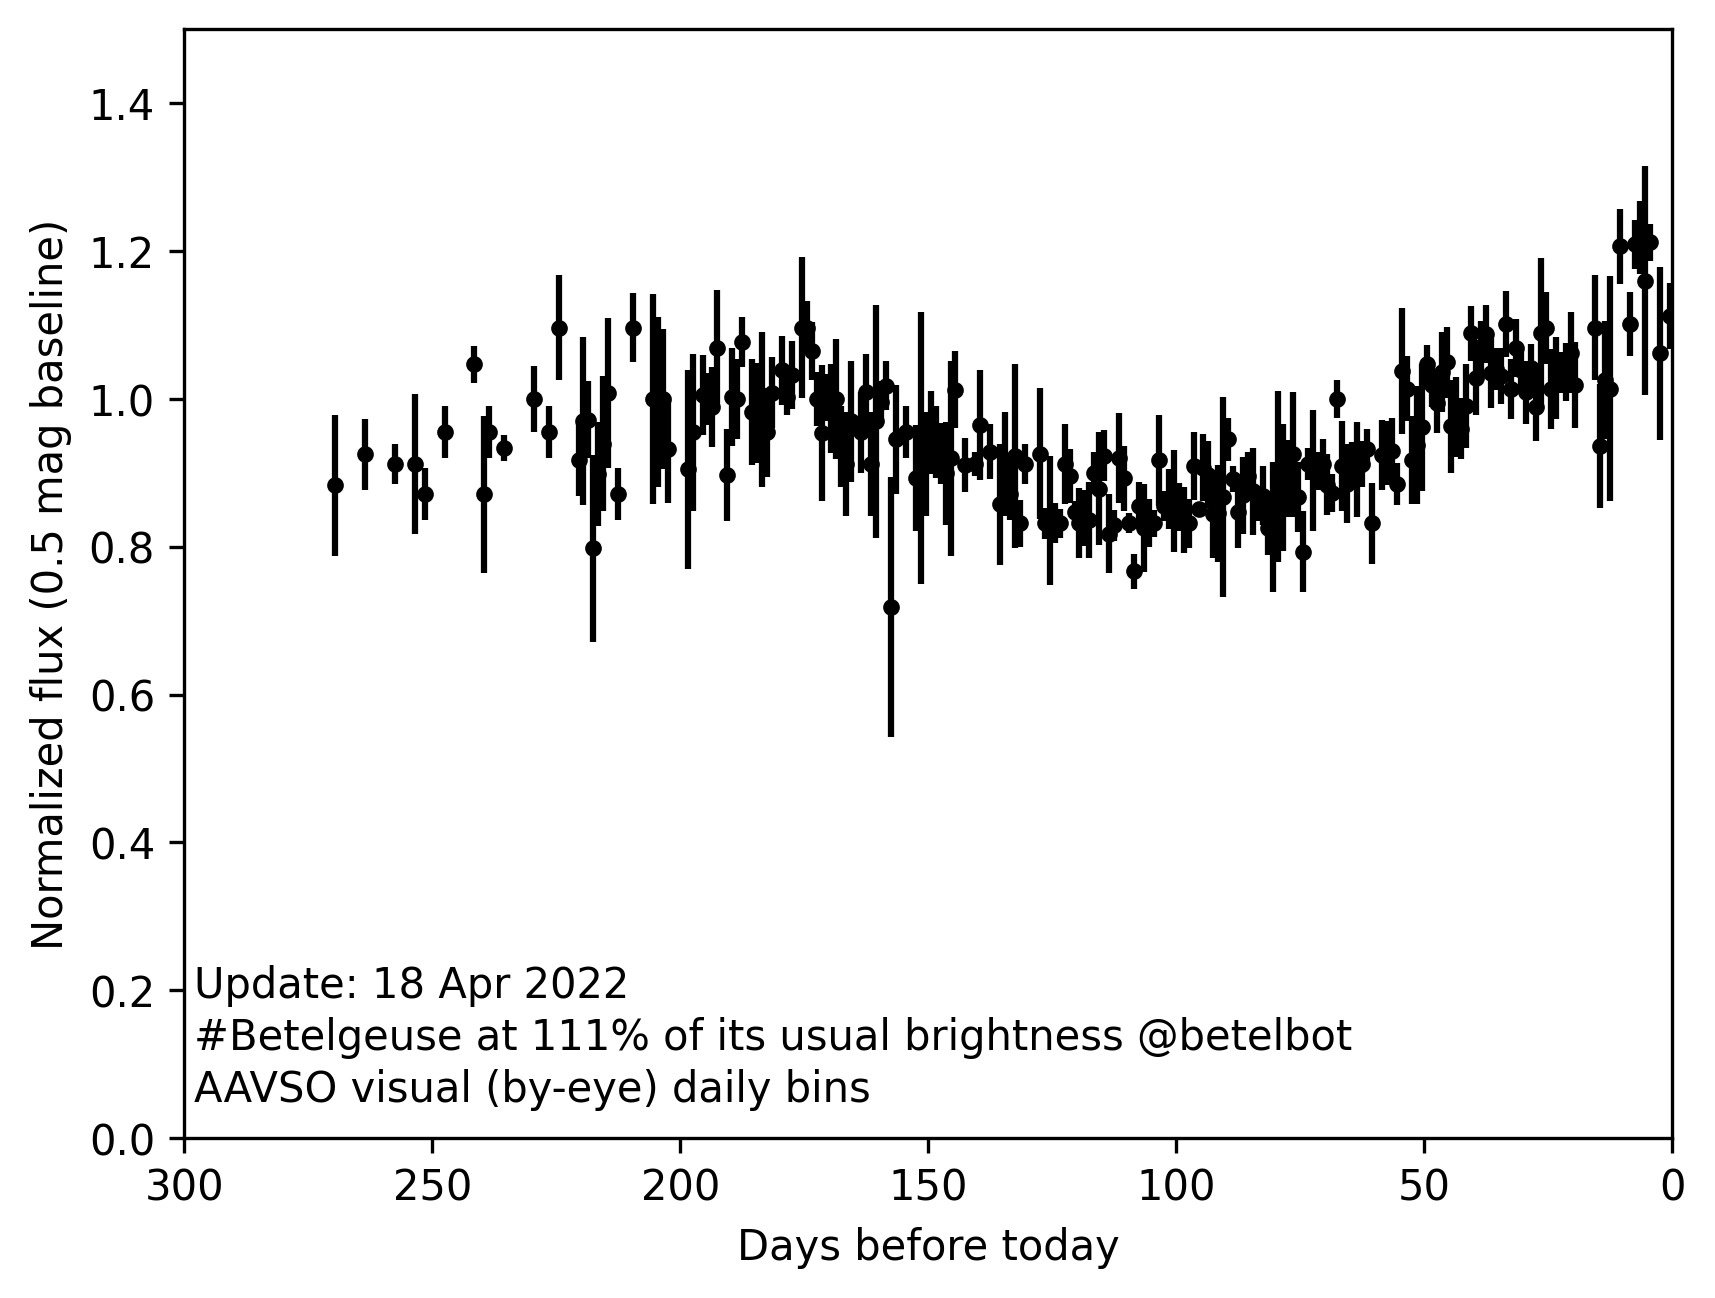 1.4
1.2
1.0
0.8
0.6
0.4
0.2
0.0
Normalized flux (0.5 mag baseline)
Update: 18 Apr 2022
#Betelgeuse at 111% of its usual brightness @betelbot
AAVSO visual (by-eye) daily bins
300 250 200 150 100 50 0
Days before today